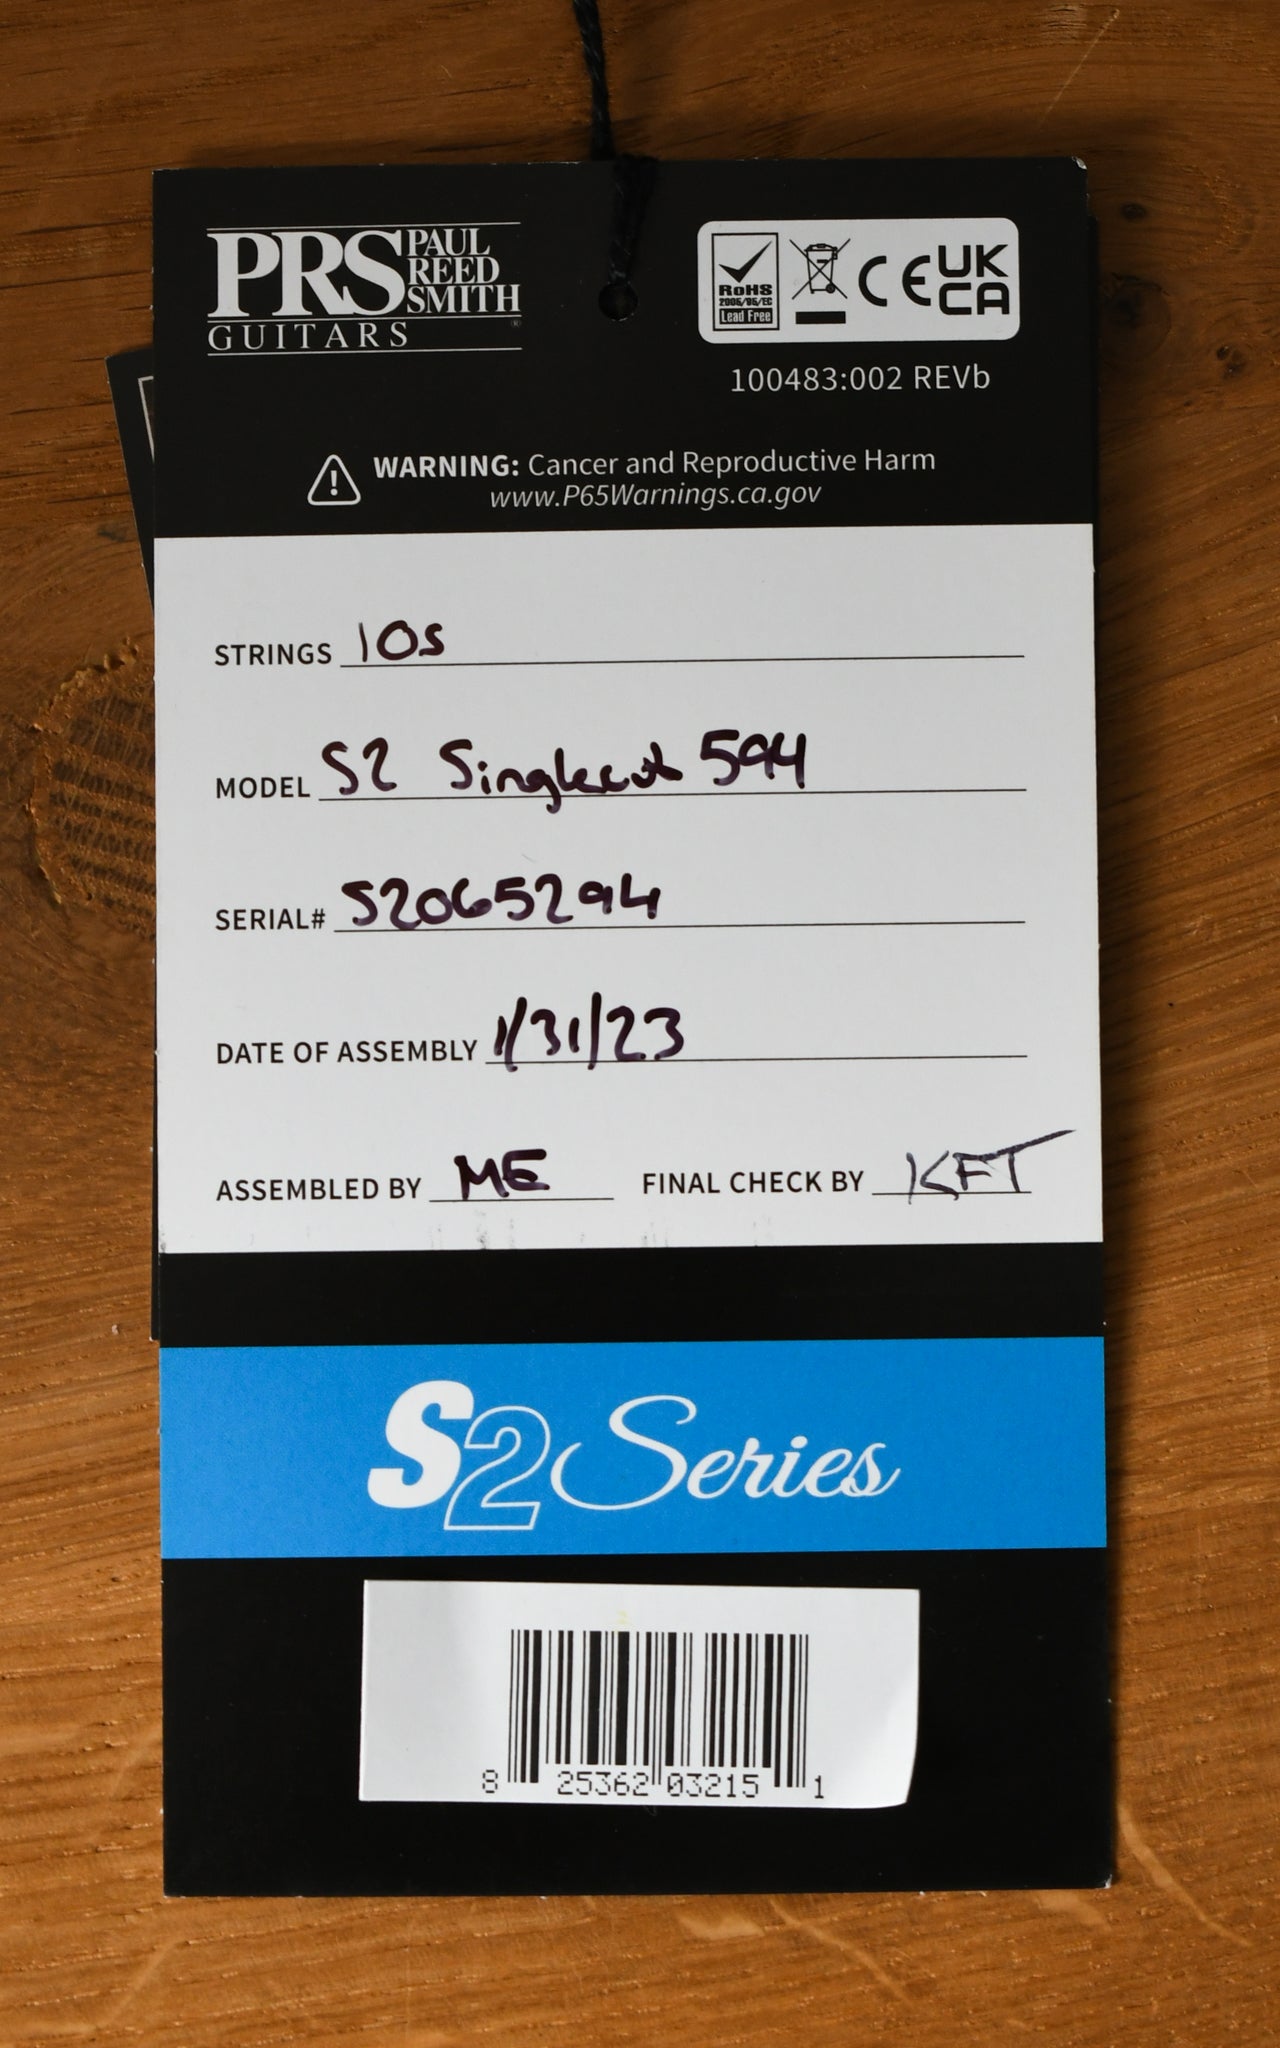 PRS PAUL REED SMITH
GUITARS ®
RoHS
2006/95/EC
Lead Free
CE
UK
CA
100483:002 REVb
WARNING: Cancer and Reproductive Harm
www.P65Warnings.ca.gov
STRINGS 10s
MODEL S2 Singlecut 594
SERIAL# S2065294
DATE OF ASSEMBLY 1/31/23
ASSEMBLED BY ME FINAL CHECK BY KFT
S2 Series
8 25362 03215 1